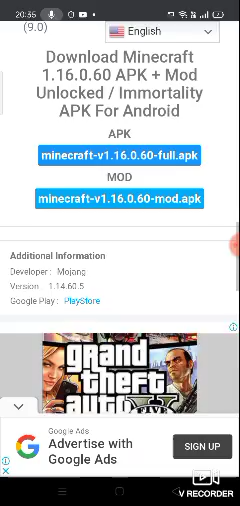 20:35
(9.0)
English
Download Minecraft
1.16.0.60 APK + Mod
Unlocked / Immortality
APK For Android
APK
minecraft-v1.16.0.60-full.apk
MOD
minecraft-v1.16.0.60-mod.apk
Additional Information
Developer : Mojang
Version : 1.14.60.5
Google Play : PlayStore
grand
theft
auto V
FIVE
Google Ads
Advertise with
Google Ads
SIGN UP
V RECORDER